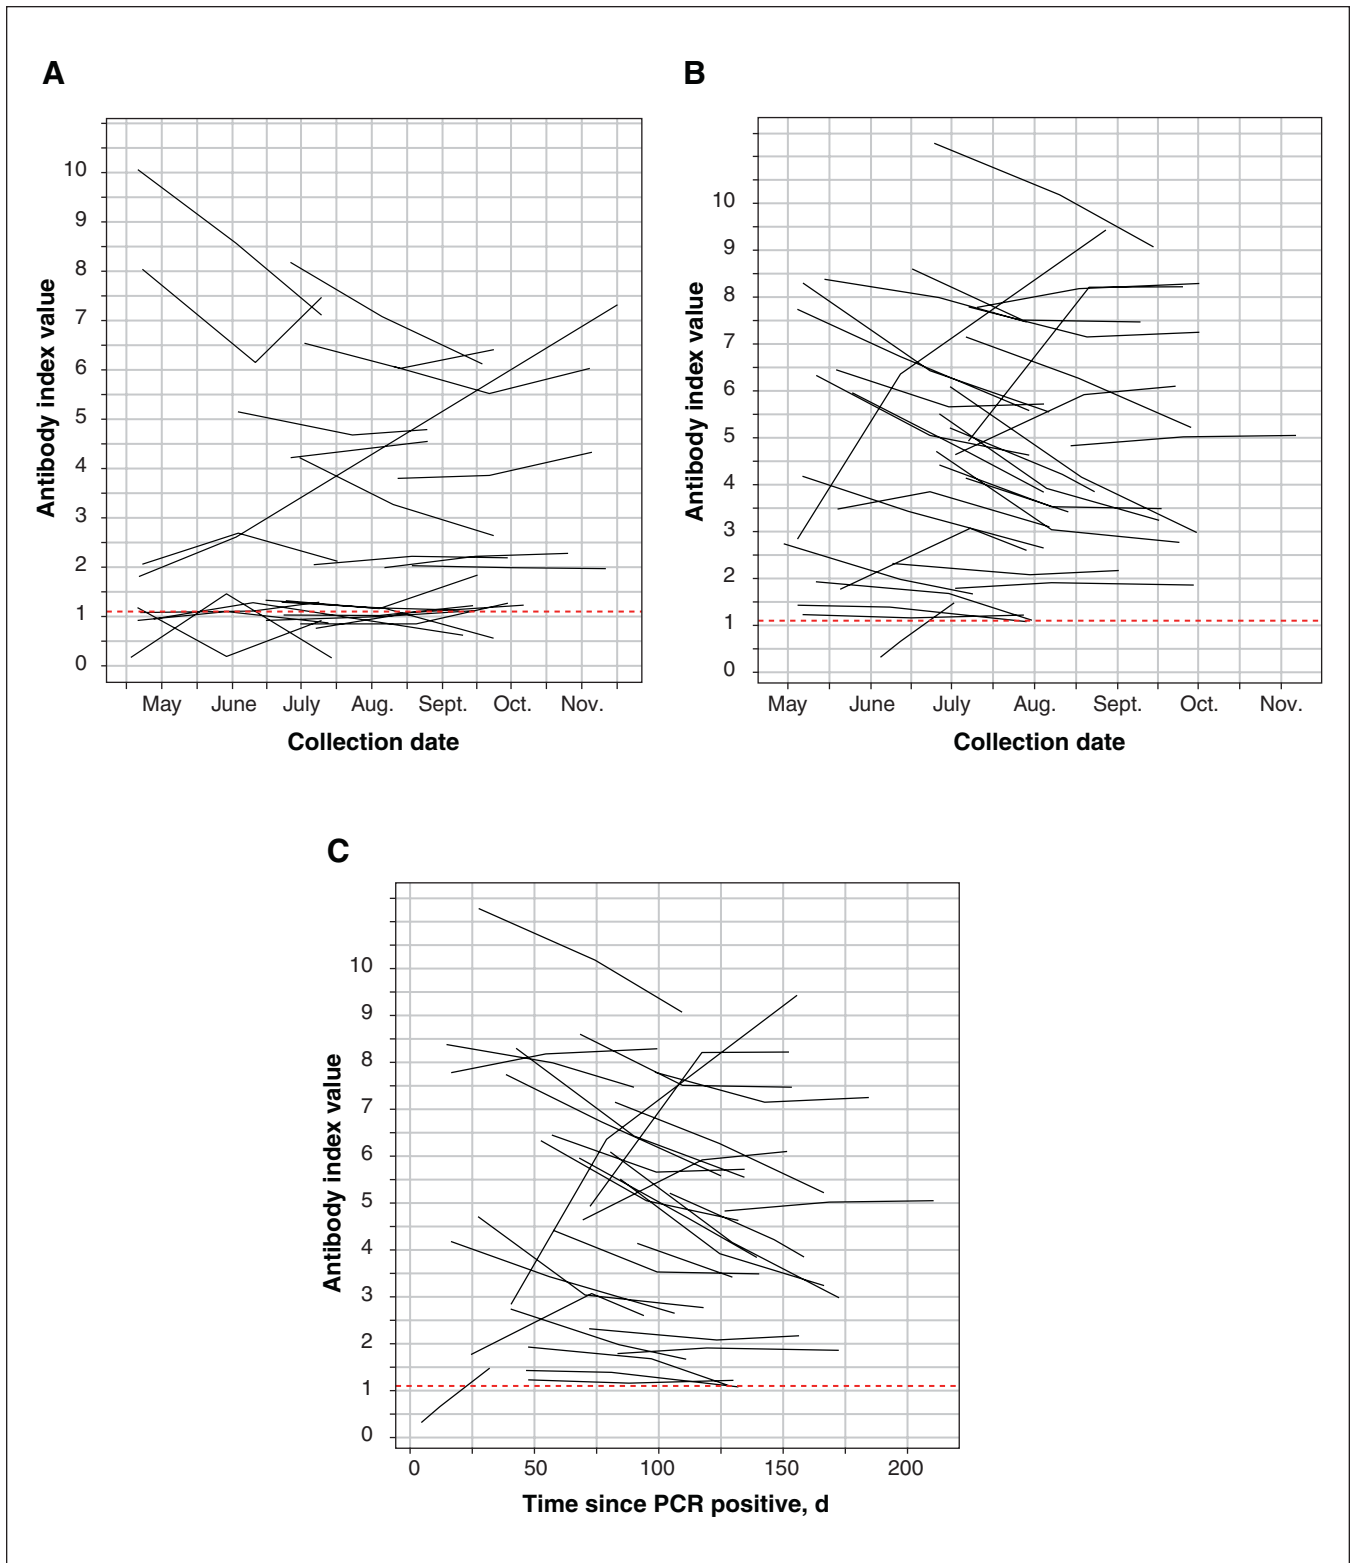 A
B
10
9
8
7
6
5
4
3
2
1
0
Antibody index value
May June July Aug. Sept. Oct. Nov.
Collection date
10
9
8
7
6
5
4
3
2
1
0
Antibody index value
May June July Aug. Sept. Oct. Nov.
Collection date
C
10
9
8
7
6
5
4
3
2
1
0
Antibody index value
0 50 100 150 200
Time since PCR positive, d